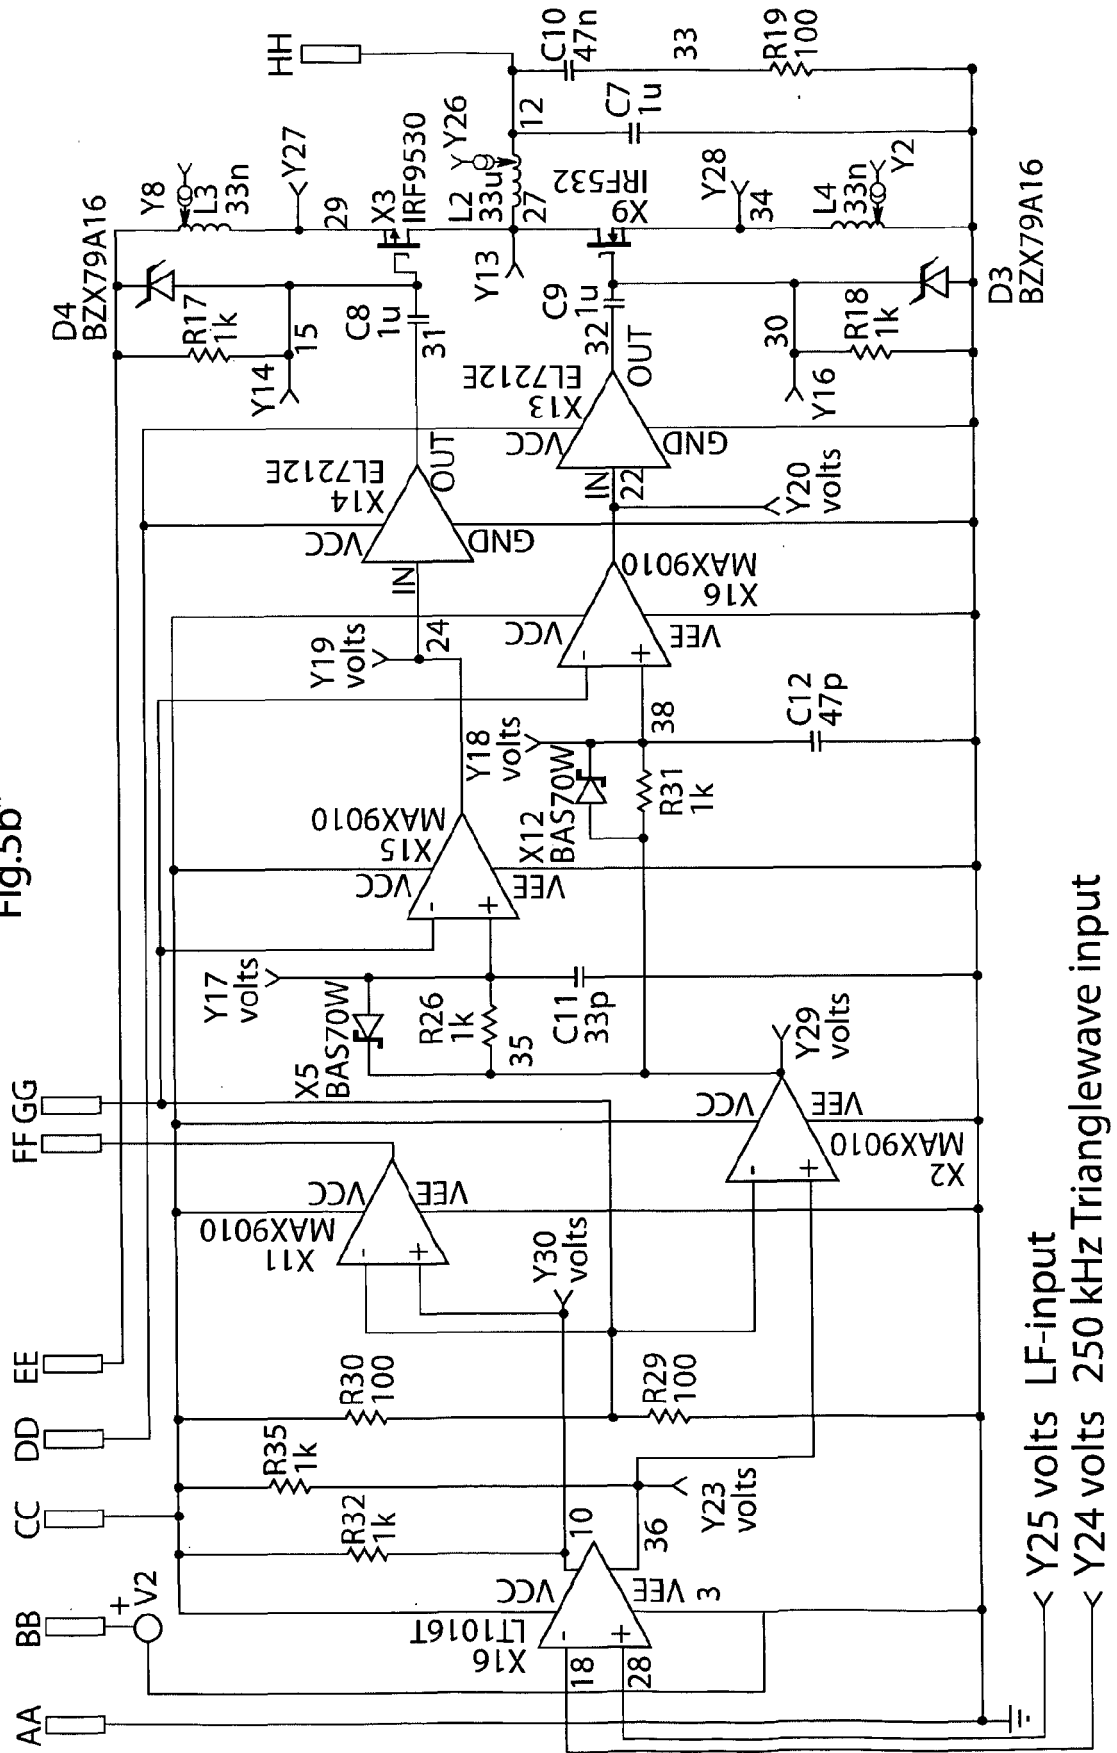 Fig.5b"
AA
BB
CC
DD
EE
FF
GG
HH
+
V2
R32
1k
R35
1k
R30
100
R29
100
X16
LT1016T
VCC
VEE
3
-
+
18
28
10
36
Y23
volts
Y30
volts
X11
MAX9010
VCC
VEE
-
+
X2
MAX9010
VCC
VEE
-
+
Y29
volts
X5
BAS70W
R26
1k
35
C11
33p
Y17
volts
X15
MAX9010
VCC
VEE
-
+
X12
BAS70W
R31
1k
Y18
volts
38
C12
47p
Y19
volts
24
X16
MAX9010
VCC
VEE
-
+
Y20
volts
X14
EL7212E
VCC
GND
IN
OUT
X13
EL7212E
VCC
GND
IN
22
OUT
31
C8
1u
32
C9
1u
D4
BZX79A16
R17
1k
Y14
15
Y16
30
R18
1k
D3
BZX79A16
Y8
L3
33n
Y27
29
X3
IRF9530
Y13
L2
33u
27
Y26
12
X9
IRF532
Y28
34
L4
33n
Y2
C7
1u
C10
47n
33
R19
100
Y25 volts LF-input
Y24 volts 250 kHz Trianglewave input